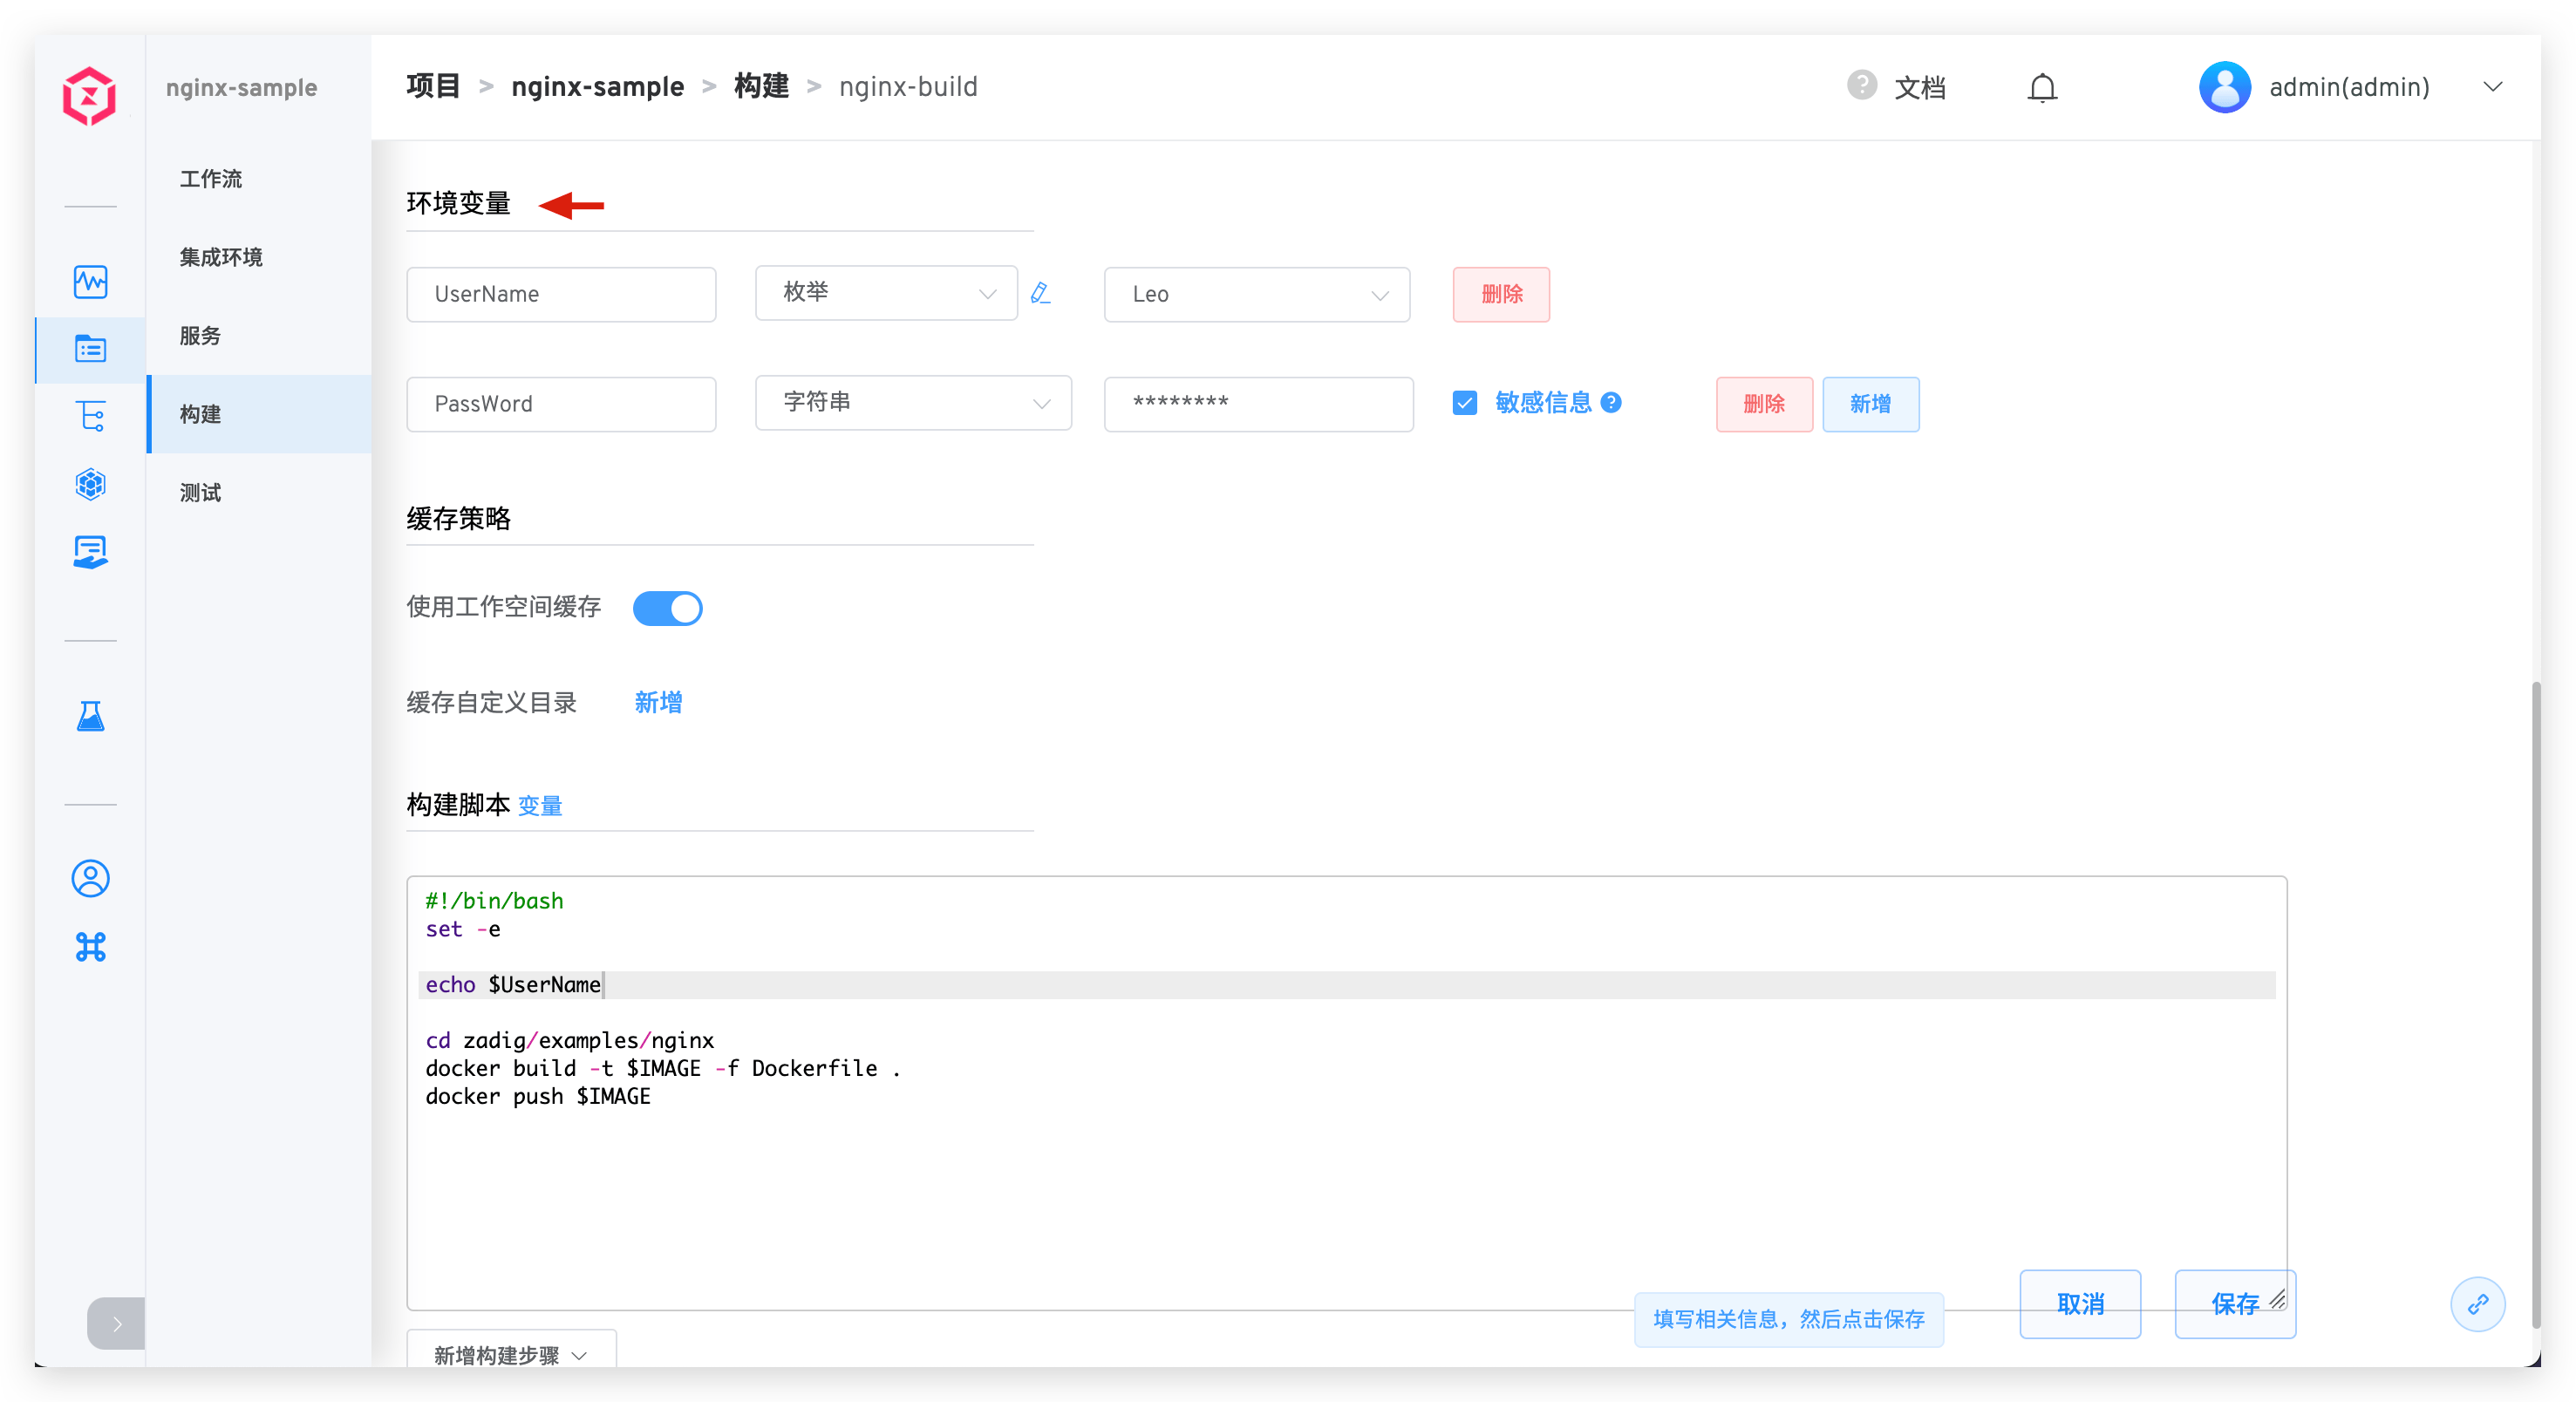 nginx-sample
工作流
集成环境
服务
构建
测试
项目 > nginx-sample > 构建 > nginx-build
? 文档
admin(admin)
环境变量
UserName 枚举 Leo 删除
PassWord 字符串 ******** 敏感信息 ? 删除 新增
缓存策略
使用工作空间缓存
缓存自定义目录 新增
构建脚本 变量
#!/bin/bash
set -e
echo $UserName
cd zadig/examples/nginx
docker build -t $IMAGE -f Dockerfile .
docker push $IMAGE
填写相关信息，然后点击保存
取消
保存
新增构建步骤